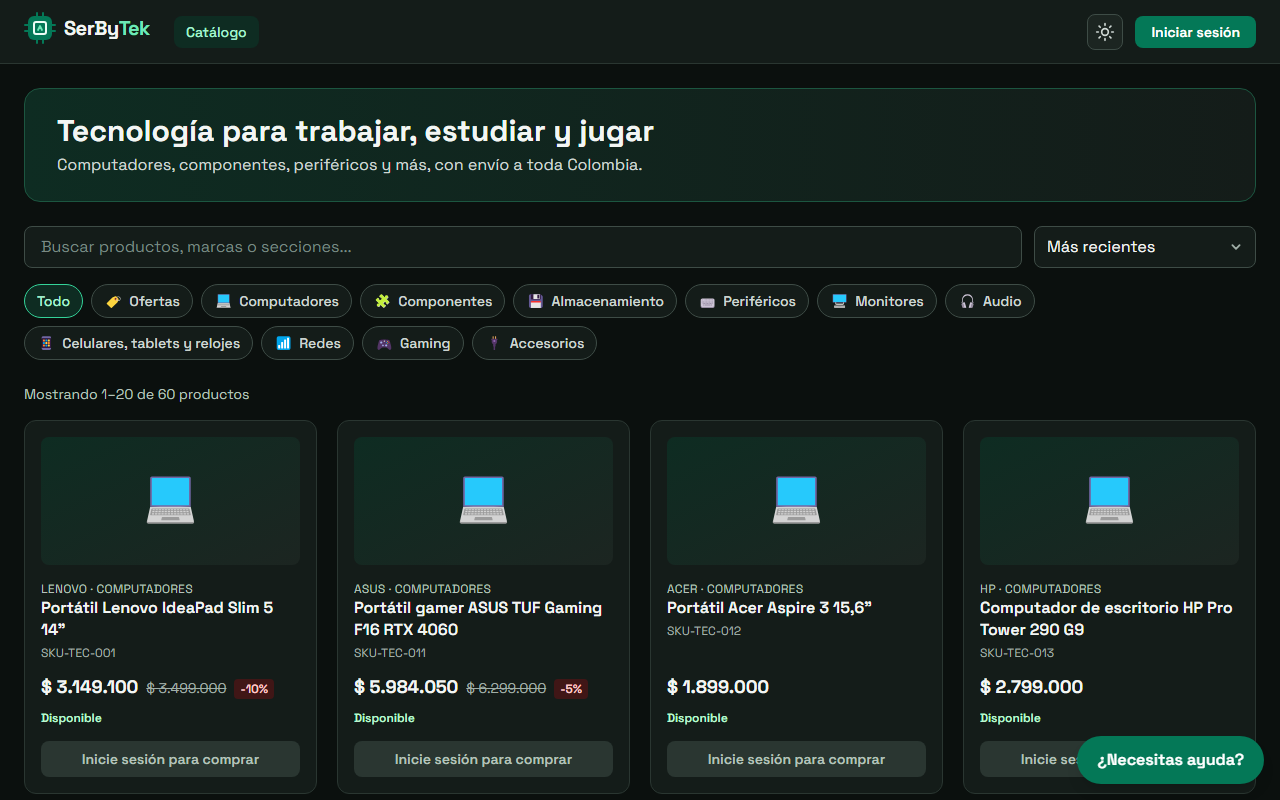 SerByTek
Catálogo
Iniciar sesión
Tecnología para trabajar, estudiar y jugar
Computadores, componentes, periféricos y más, con envío a toda Colombia.
Buscar productos, marcas o secciones...
Más recientes
Todo
Ofertas
Computadores
Componentes
Almacenamiento
Periféricos
Monitores
Audio
Celulares, tablets y relojes
Redes
Gaming
Accesorios
Mostrando 1–20 de 60 productos
LENOVO · COMPUTADORES
Portátil Lenovo IdeaPad Slim 5
14”
SKU-TEC-001
$ 3.149.100 $ 3.499.000 -10%
Disponible
Inicie sesión para comprar
ASUS · COMPUTADORES
Portátil gamer ASUS TUF Gaming
F16 RTX 4060
SKU-TEC-011
$ 5.984.050 $ 6.299.000 -5%
Disponible
Inicie sesión para comprar
ACER · COMPUTADORES
Portátil Acer Aspire 3 15,6”
SKU-TEC-012
$ 1.899.000
Disponible
Inicie sesión para comprar
HP · COMPUTADORES
Computador de escritorio HP Pro
Tower 290 G9
SKU-TEC-013
$ 2.799.000
Disponible
Inicie se
¿Necesitas ayuda?